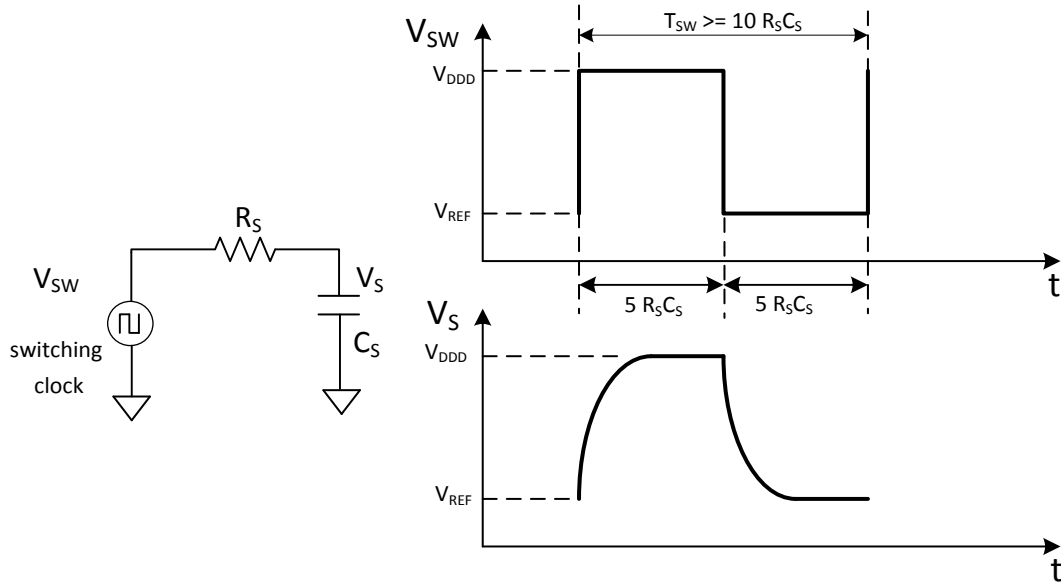 T_SW >= 10 R_SC_S
V_SW
V_DDD
V_REF
t
5 R_SC_S
5 R_SC_S
R_S
V_SW
V_S
C_S
switching
clock
V_S
V_DDD
V_REF
t